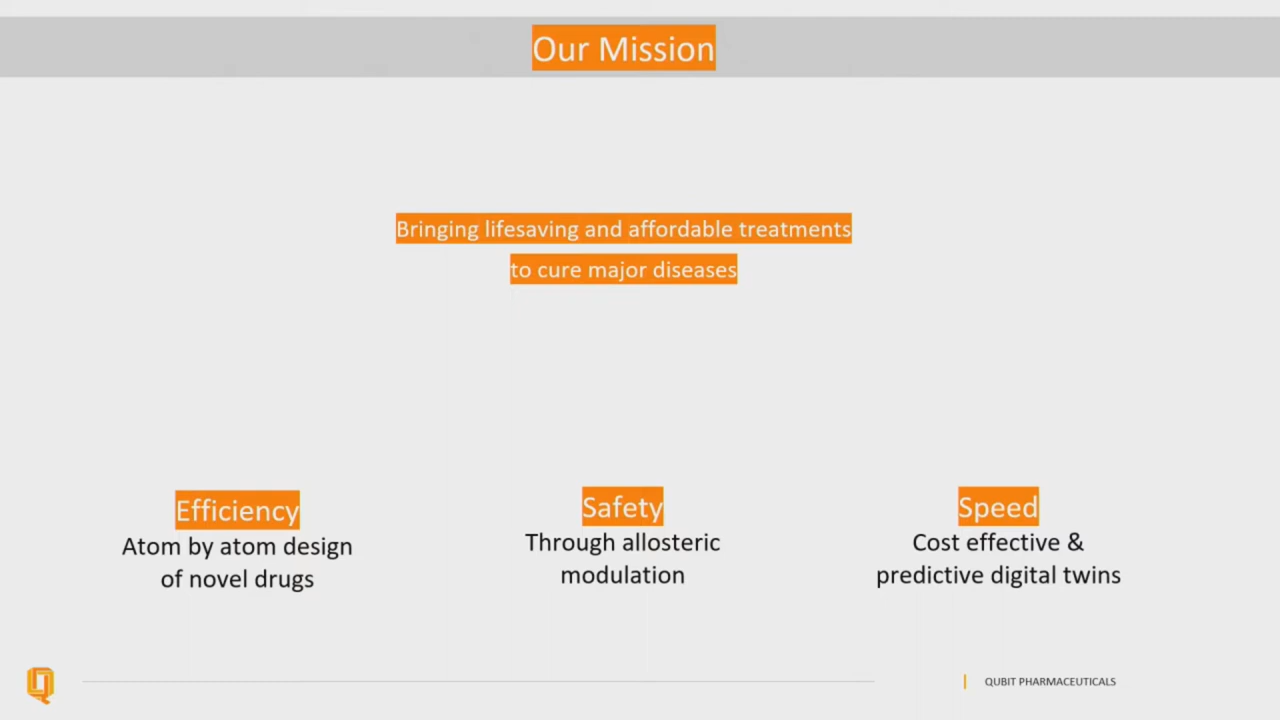 Our Mission
Bringing lifesaving and affordable treatments
to cure major diseases
Efficiency
Atom by atom design
of novel drugs
Safety
Through allosteric
modulation
Speed
Cost effective &
predictive digital twins
QUBIT PHARMACEUTICALS